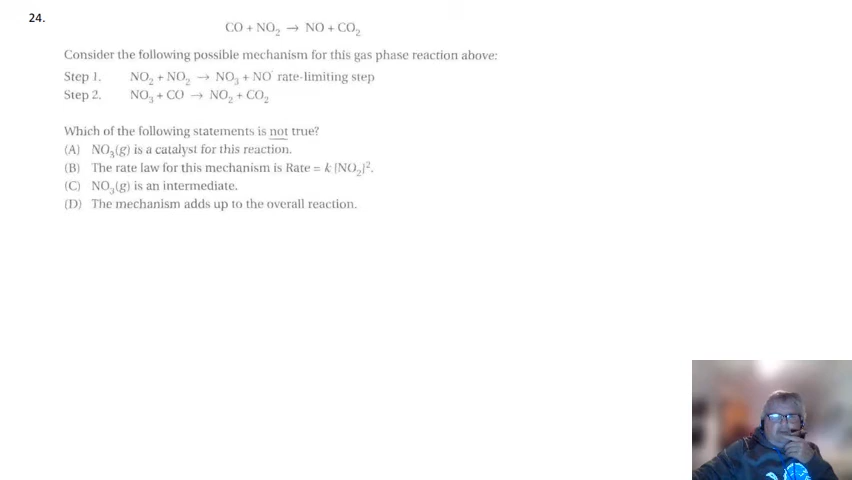 24.
CO + NO₂ → NO + CO₂
Consider the following possible mechanism for this gas phase reaction above:
Step 1. NO₂ + NO₂ → NO₃ + NO rate-limiting step
Step 2. NO₃ + CO → NO₂ + CO₂
Which of the following statements is not true?
(A) NO₃(g) is a catalyst for this reaction.
(B) The rate law for this mechanism is Rate = k [NO₂]².
(C) NO₃(g) is an intermediate.
(D) The mechanism adds up to the overall reaction.